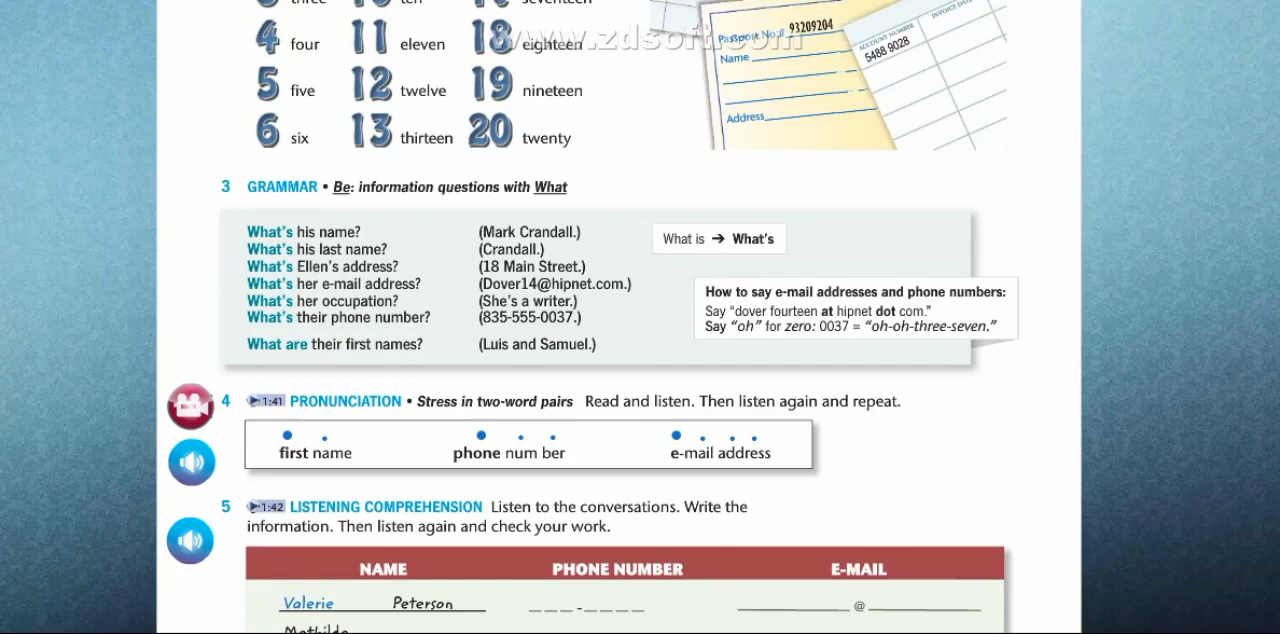 three ten seventeen
4 four 11 eleven 18 eighteen
www.zdsoft.com
5 five 12 twelve 19 nineteen
6 six 13 thirteen 20 twenty
Passport No.# 93209204
Name
Address
ACCOUNT NUMBER
INVOICE DATE
5488 9028
3 GRAMMAR • Be: information questions with What
What's his name? (Mark Crandall.)
What's his last name? (Crandall.)
What's Ellen's address? (18 Main Street.)
What's her e-mail address? (Dover14@hipnet.com.)
What's her occupation? (She's a writer.)
What's their phone number? (835-555-0037.)
What are their first names? (Luis and Samuel.)
What is ➔ What's
How to say e-mail addresses and phone numbers:
Say “dover fourteen at hipnet dot com.”
Say “oh” for zero: 0037 = “oh-oh-three-seven.”
4 1:41 PRONUNCIATION • Stress in two-word pairs Read and listen. Then listen again and repeat.
first name phone num ber e-mail address
5 1:42 LISTENING COMPREHENSION Listen to the conversations. Write the
information. Then listen again and check your work.
NAME PHONE NUMBER E-MAIL
Valerie Peterson ___-____ @
Mathilda